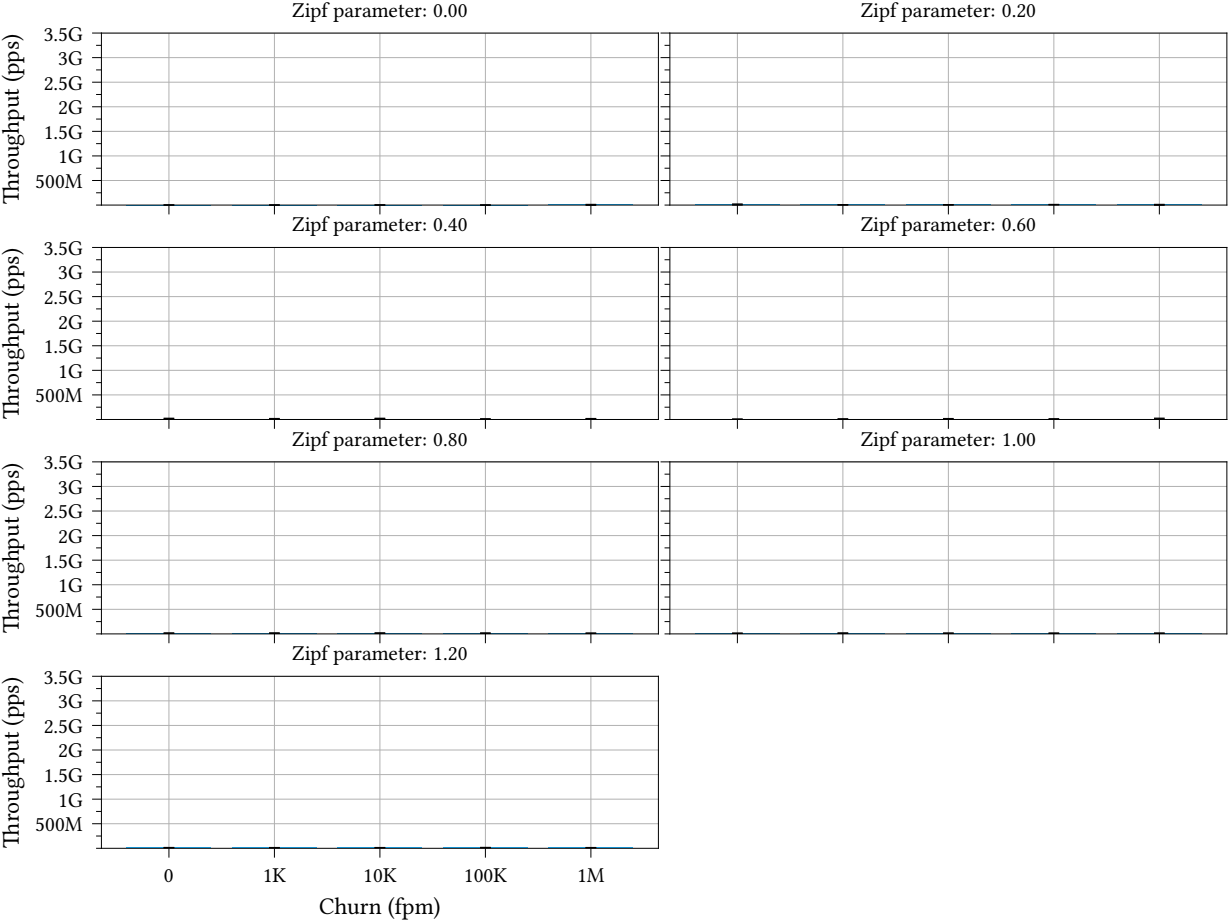 Zipf parameter: 0.00
Zipf parameter: 0.20
Throughput (pps)
3.5G
3G
2.5G
2G
1.5G
1G
500M
Zipf parameter: 0.40
Zipf parameter: 0.60
Throughput (pps)
3.5G
3G
2.5G
2G
1.5G
1G
500M
Zipf parameter: 0.80
Zipf parameter: 1.00
Throughput (pps)
3.5G
3G
2.5G
2G
1.5G
1G
500M
Zipf parameter: 1.20
Throughput (pps)
3.5G
3G
2.5G
2G
1.5G
1G
500M
0 1K 10K 100K 1M
Churn (fpm)